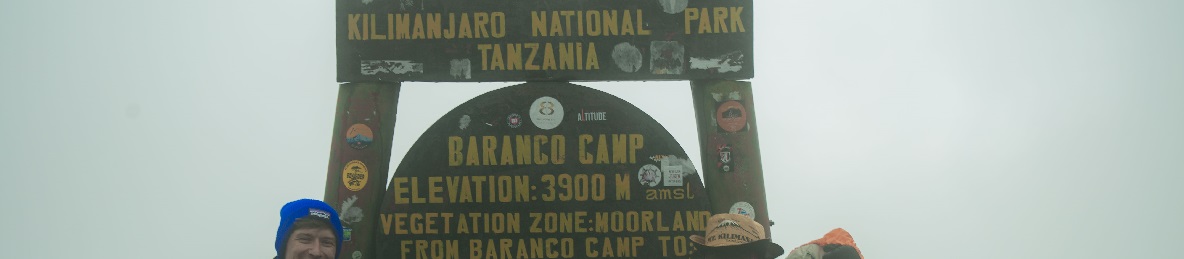 KILIMANJARO NATIONAL PARK
TANZANIA
ALTITUDE
BARANCO CAMP
ELEVATION: 3900 M amsl
VEGETATION ZONE: MOORLAND
FROM BARANCO CAMP TO: